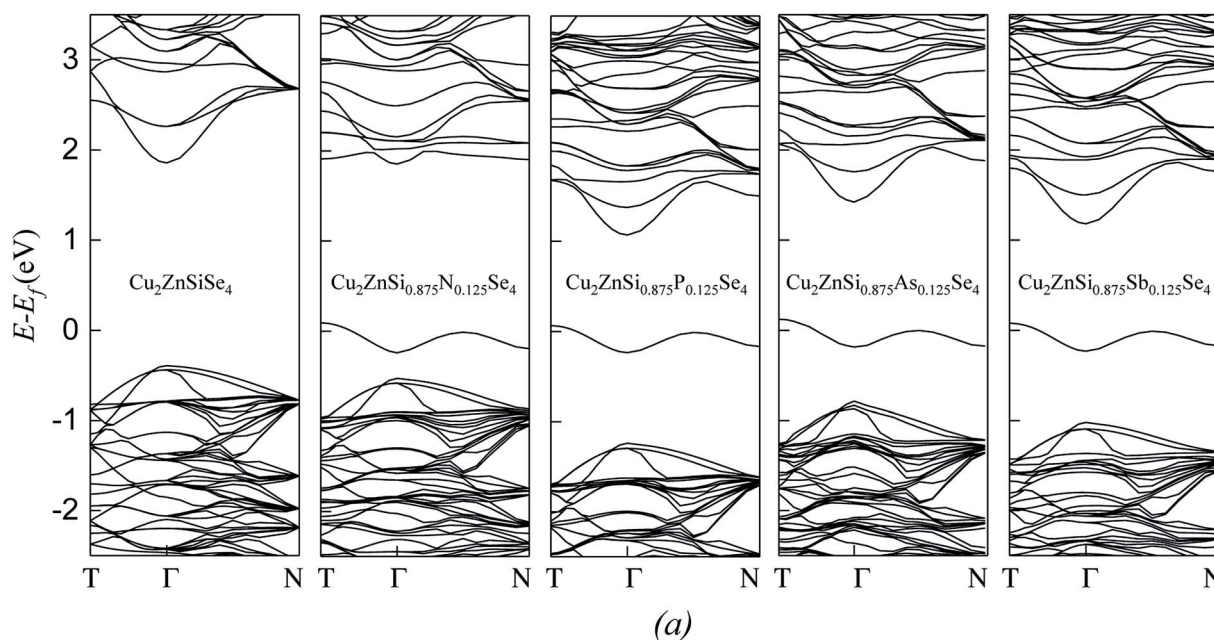 3
2
1
0
-1
-2
E-E_f(eV)
Cu₂ZnSiSe₄
Cu₂ZnSi₀.₈₇₅N₀.₁₂₅Se₄
Cu₂ZnSi₀.₈₇₅P₀.₁₂₅Se₄
Cu₂ZnSi₀.₈₇₅As₀.₁₂₅Se₄
Cu₂ZnSi₀.₈₇₅Sb₀.₁₂₅Se₄
T Γ N T Γ N T Γ N T Γ N T Γ N
(a)